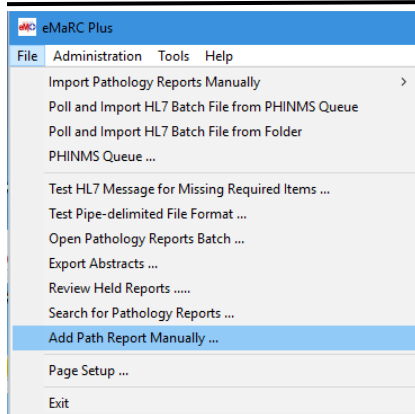 eMaRC Plus
File Administration Tools Help
Import Pathology Reports Manually >
Poll and Import HL7 Batch File from PHINMS Queue
Poll and Import HL7 Batch File from Folder
PHINMS Queue ...
Test HL7 Message for Missing Required Items ...
Test Pipe-delimited File Format ...
Open Pathology Reports Batch ...
Export Abstracts ...
Review Held Reports .....
Search for Pathology Reports ...
Add Path Report Manually ...
Page Setup ...
Exit